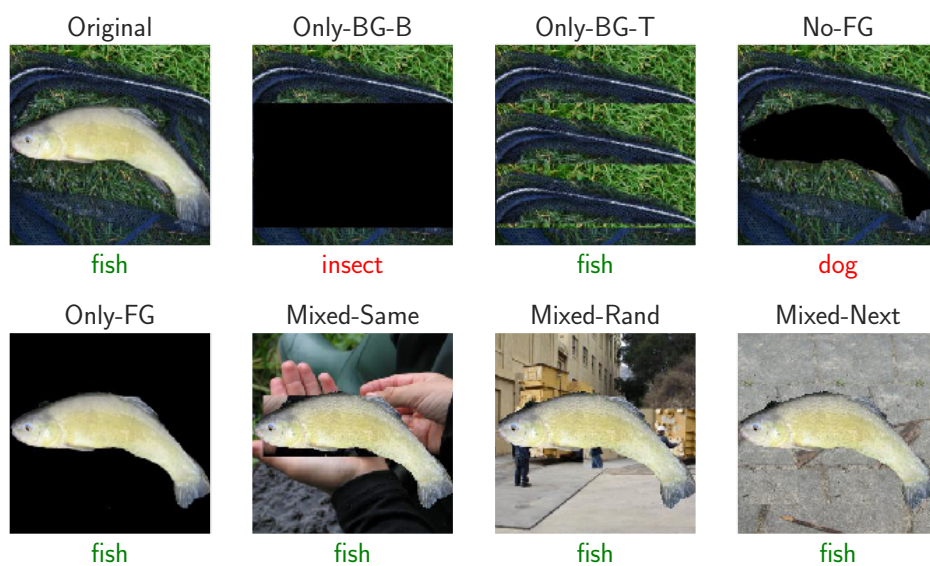 Original
Only-BG-B
Only-BG-T
No-FG
fish
insect
fish
dog
Only-FG
Mixed-Same
Mixed-Rand
Mixed-Next
fish
fish
fish
fish